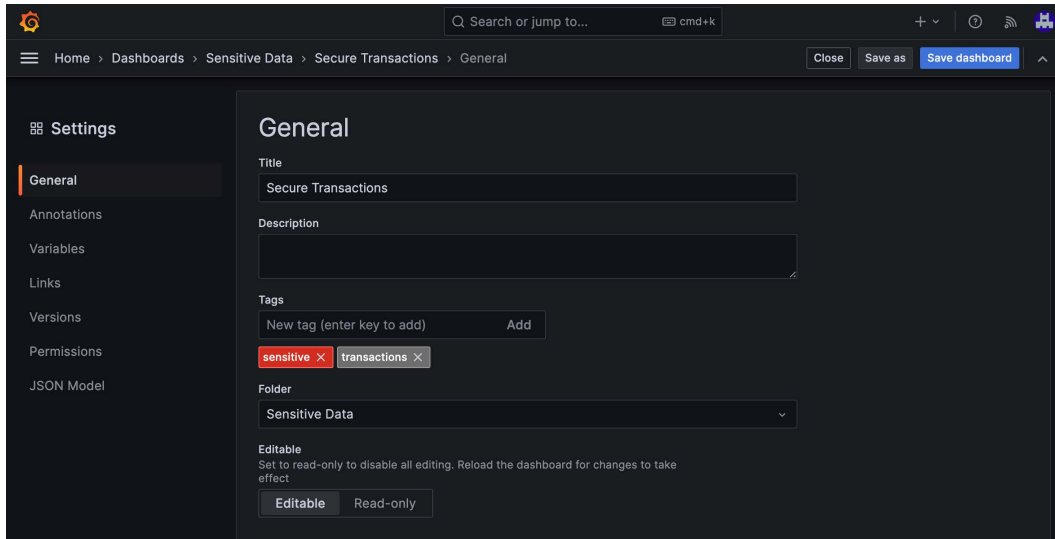 Search or jump to... cmd+k
Home › Dashboards › Sensitive Data › Secure Transactions › General Close Save as Save dashboard
Settings
General
Annotations
Variables
Links
Versions
Permissions
JSON Model
General
Title
Secure Transactions
Description
Tags
New tag (enter key to add) Add
sensitive transactions
Folder
Sensitive Data
Editable
Set to read-only to disable all editing. Reload the dashboard for changes to take
effect
Editable Read-only